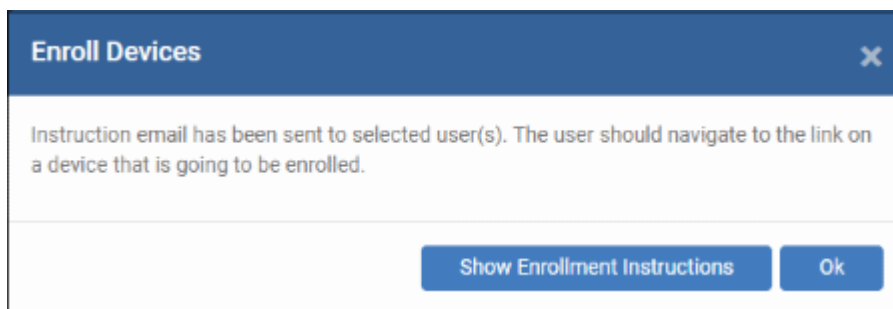 Enroll Devices
Instruction email has been sent to selected user(s). The user should navigate to the link on
a device that is going to be enrolled.
Show Enrollment Instructions
Ok